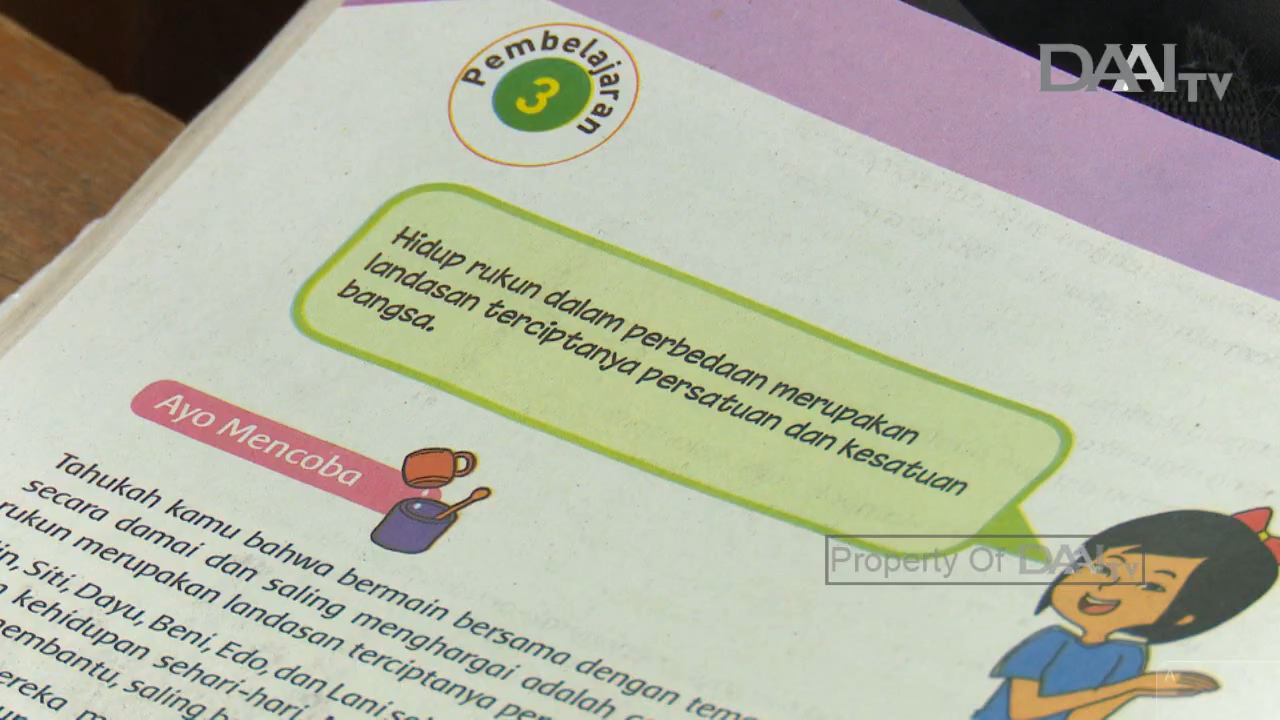 DAAI TV
Pembelajaran
3
Hidup rukun dalam perbedaan merupakan
landasan terciptanya persatuan dan kesatuan
bangsa.
Ayo Mencoba
Tahukah kamu bahwa bermain bersama dengan
secara damai dan saling menghargai adalah
rukun merupakan landasan terciptanya
Siti, Dayu, Beni, Edo, dan Lani
kehidupan sehari-hari.
saling
Property Of DAAI TV